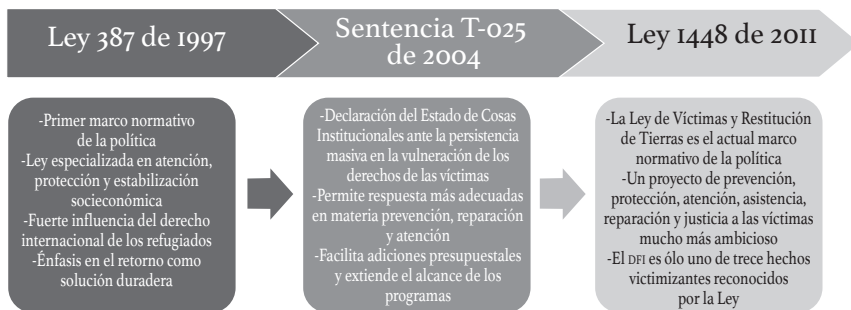 Ley 387 de 1997
Sentencia T-025
de 2004
Ley 1448 de 2011
-Primer marco normativo
de la política
-Ley especializada en atención,
protección y estabilización
socioeconómica
-Fuerte influencia del derecho
internacional de los refugiados
-Énfasis en el retorno como
solución duradera
-Declaración del Estado de Cosas
Institucionales ante la persistencia
masiva en la vulneración de los
derechos de las víctimas
-Permite respuesta más adecuadas
en materia prevención, reparación
y atención
-Facilita adiciones presupuestales
y extiende el alcance de los
programas
-La Ley de Víctimas y Restitución
de Tierras es el actual marco
normativo de la política
-Un proyecto de prevención,
protección, atención, asistencia,
reparación y justicia a las víctimas
mucho más ambicioso
-El DFI es ólo uno de trece hechos
victimizantes reconocidos
por la Ley